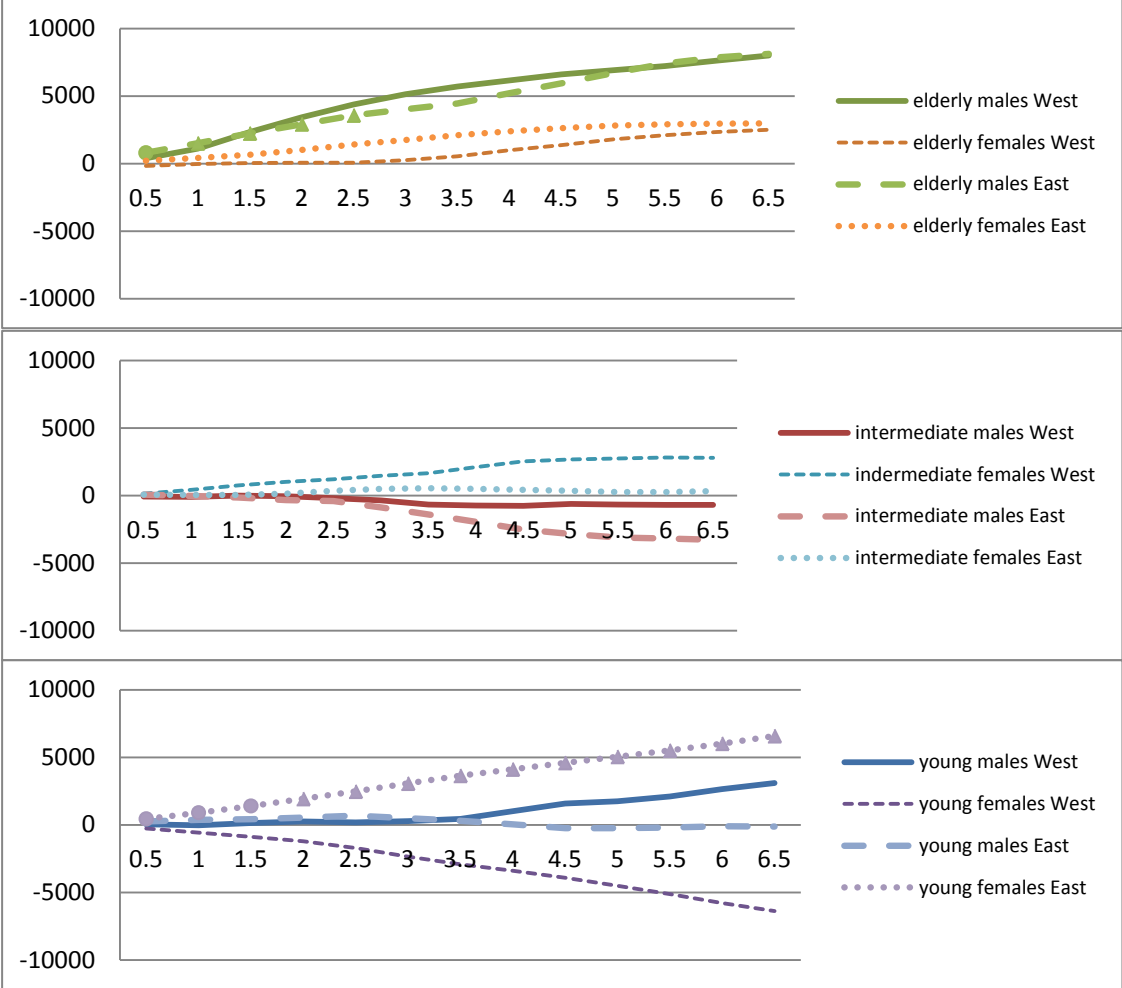 10000
5000
0
-5000
-10000
0.5 1 1.5 2 2.5 3 3.5 4 4.5 5 5.5 6 6.5
elderly males West
elderly females West
elderly males East
elderly females East
10000
5000
0
-5000
-10000
0.5 1 1.5 2 2.5 3 3.5 4 4.5 5 5.5 6 6.5
intermediate males West
indermediate females West
intermediate males East
intermediate females East
10000
5000
0
-5000
-10000
0.5 1 1.5 2 2.5 3 3.5 4 4.5 5 5.5 6 6.5
young males West
young females West
young males East
young females East